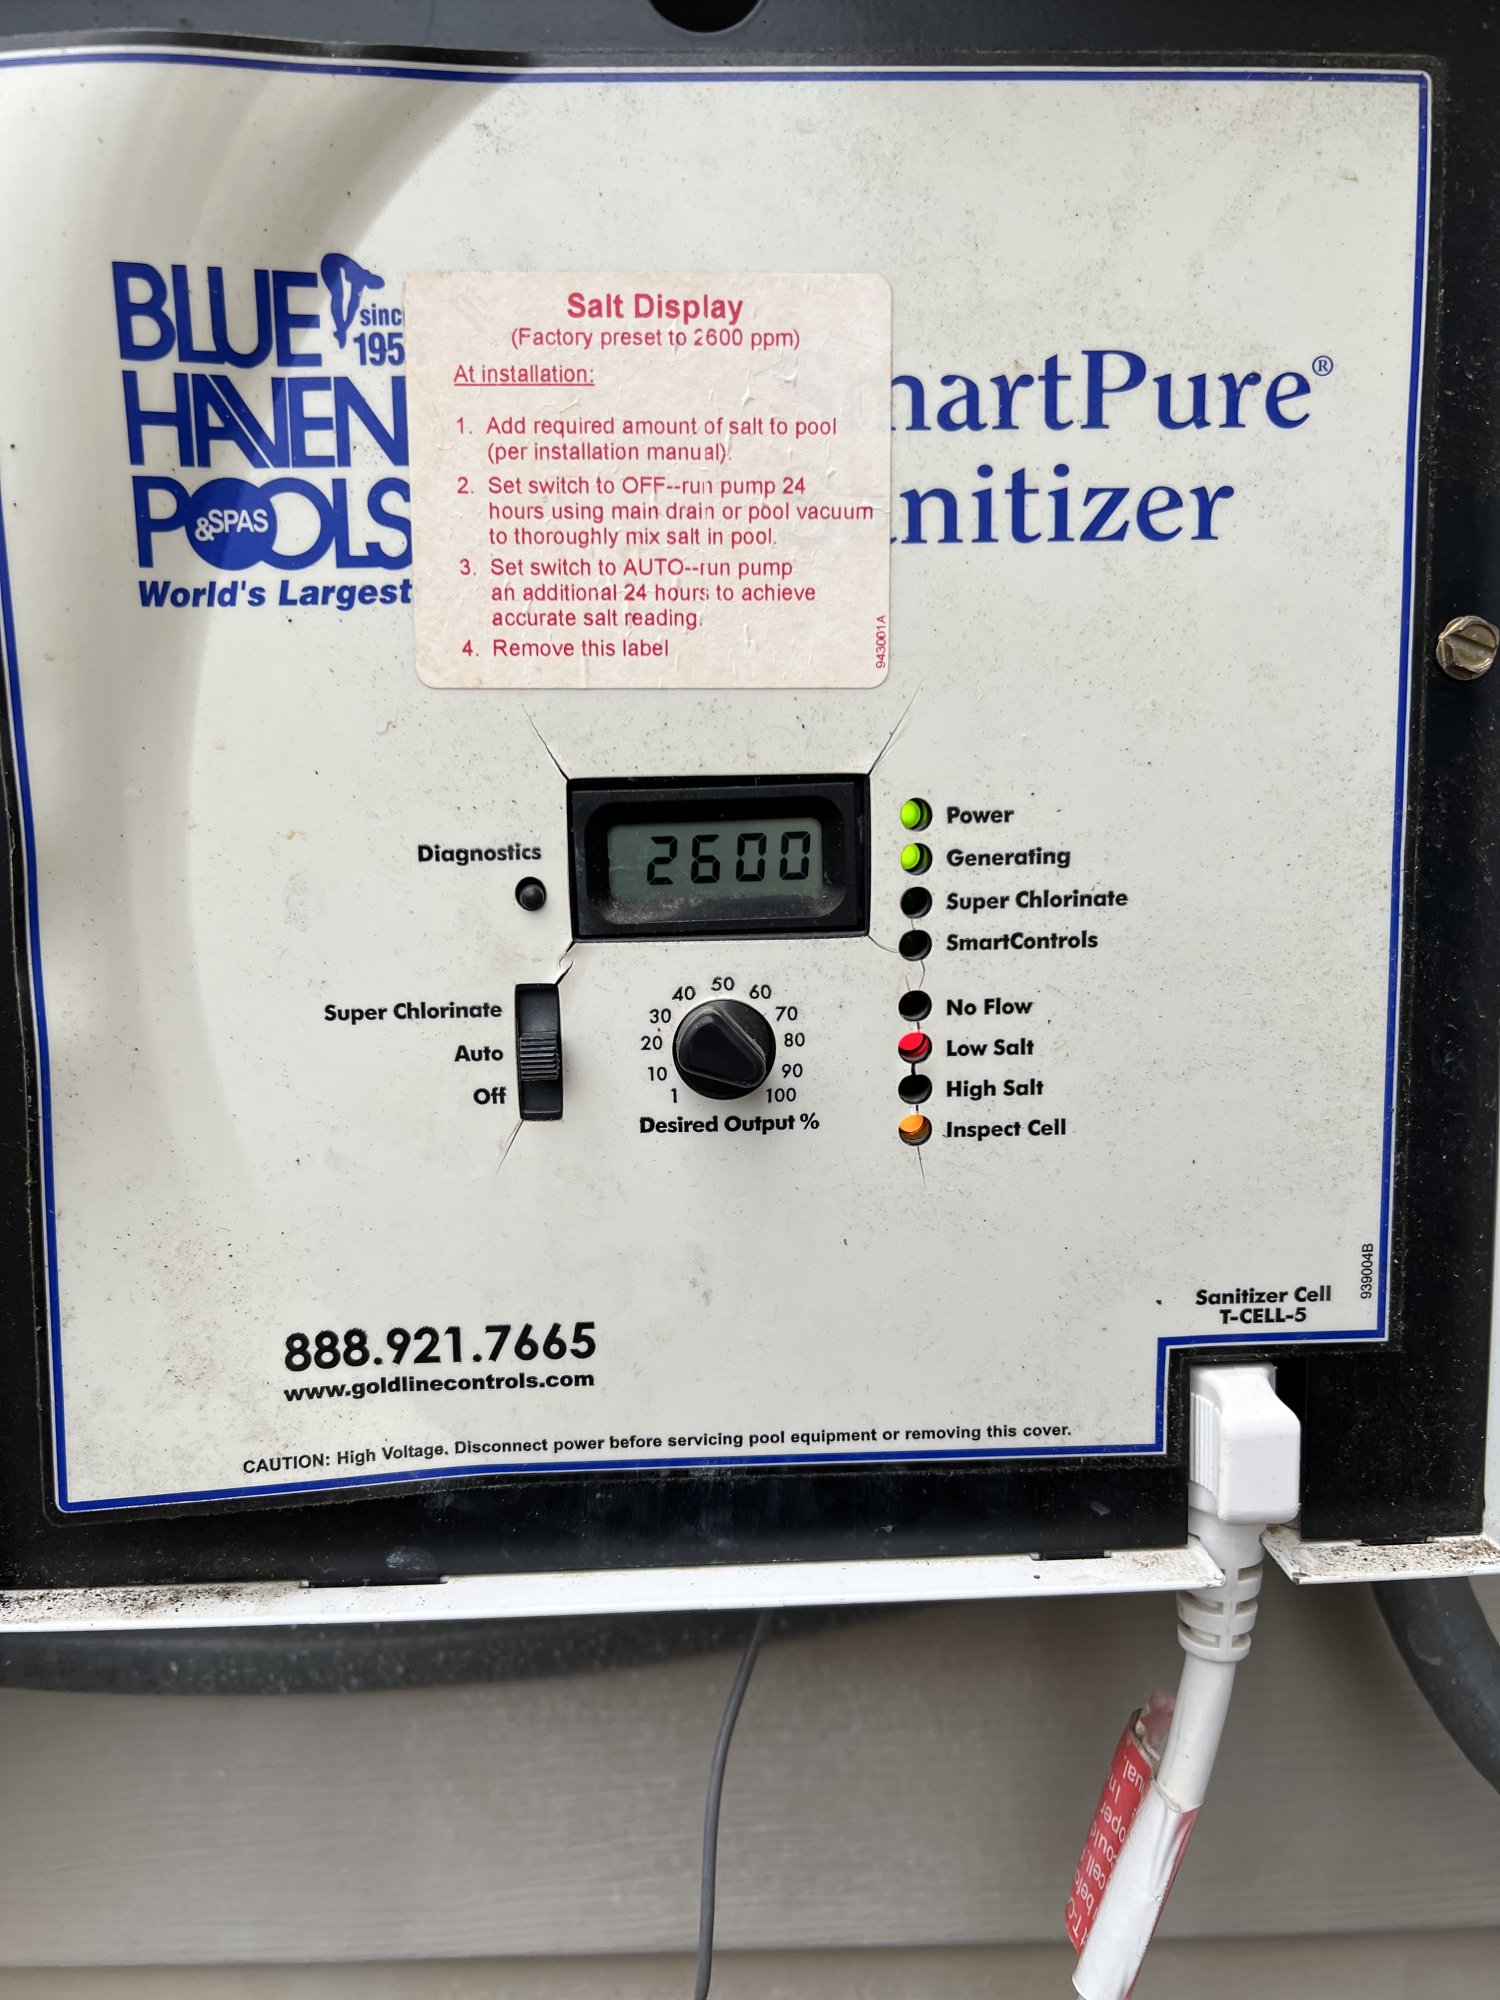 BLUE
HAVEN
POOLS
&SPAS
World's Largest
Salt Display
(Factory preset to 2600 ppm)
At installation:
1. Add required amount of salt to pool
(per installation manual).
2. Set switch to OFF--run pump 24
hours using main drain or pool vacuum
to thoroughly mix salt in pool.
3. Set switch to AUTO--run pump
an additional 24 hours to achieve
accurate salt reading.
4. Remove this label
943001A
2600
Diagnostics
Super Chlorinate
Auto
Off
1 10 20 30 40 50 60 70 80 90 100
Desired Output %
Power
Generating
Super Chlorinate
SmartControls
No Flow
Low Salt
High Salt
Inspect Cell
888.921.7665
www.goldlinecontrols.com
CAUTION: High Voltage. Disconnect power before servicing pool equipment or removing this cover.
Sanitizer Cell
T-CELL-5
939004B